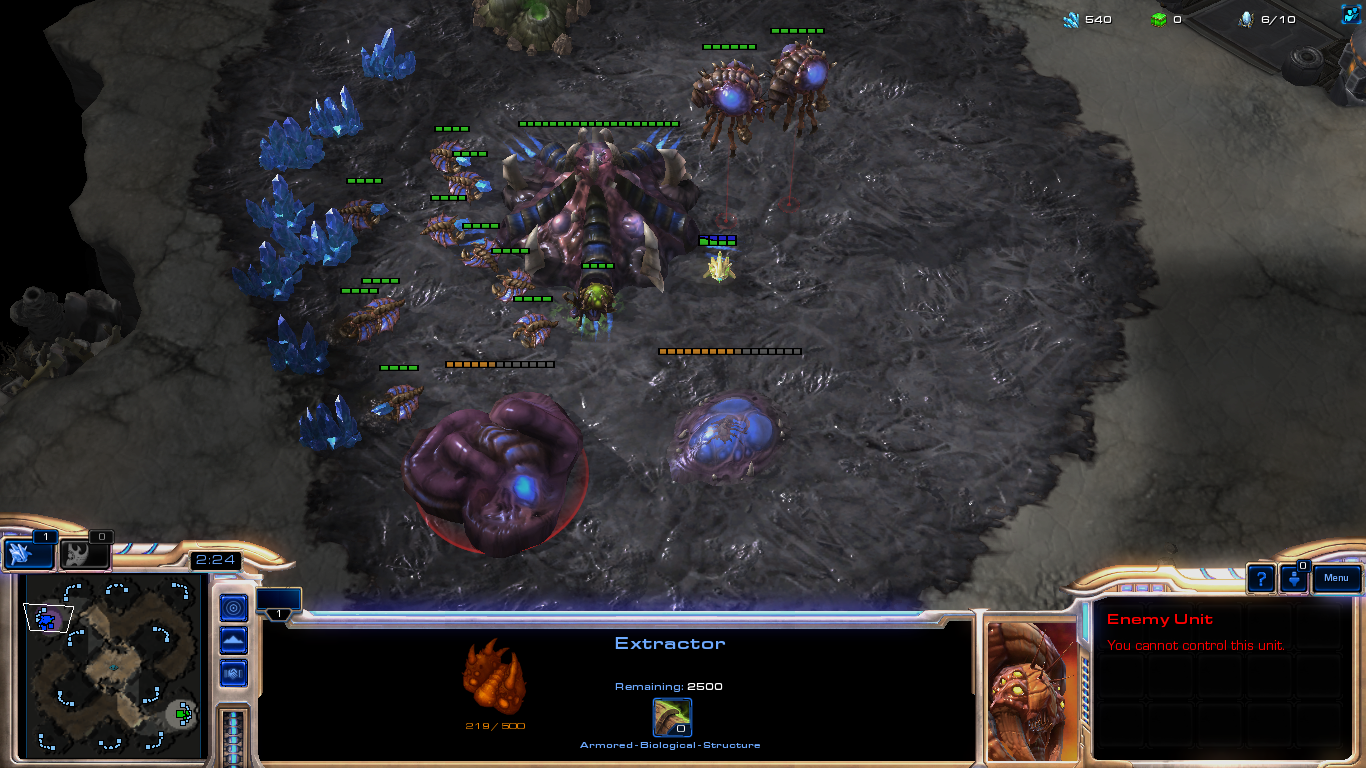 540
0
6/10
1
0
2:24
0
Menu
1
Extractor
Enemy Unit
You cannot control this unit.
Remaining: 2500
219/500
0
Armored-Biological-Structure